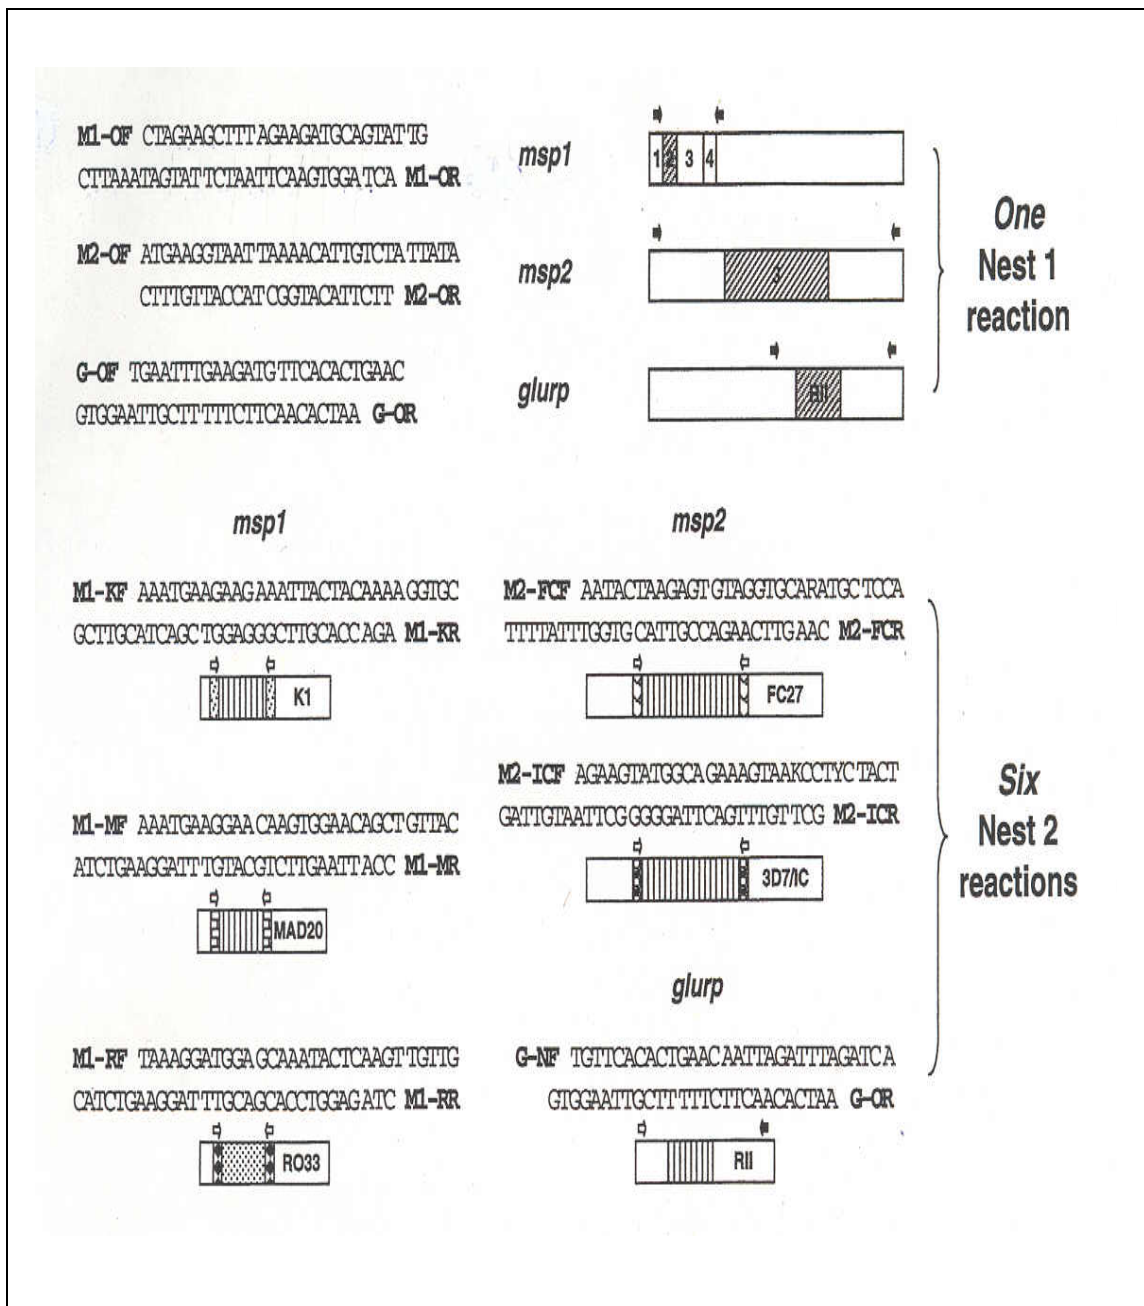 M1-OF CTAGAAGCTTTAGAAGATGCAGTATTG
CTTAAATAGTATTCTAATTCAAGTGGATCA M1-OR
msp1
1 2 3 4
M2-OF ATGAAGGTAATTAAAACATTGTCTATTATA
CTTTGTTACCATCGGTACATTCTT M2-OR
msp2
3
G-OF TGAATTTGAAGATGTTCACACTGAAC
GTGGAATTGCTTTTTCTTCAACACTAA G-OR
glurp
RII
One
Nest 1
reaction
msp1
M1-KF AAATGAAGAAGAAATTACTACAAAAGGTGC
GCTTGCATCAGCTGGAGGGCTTGCACCAGA M1-KR
K1
M1-MF AAATGAAGGAACAAGTGGAACAGCTGTTAC
ATCTGAAGGATTTGTACGTCTTGAATTACC M1-MR
MAD20
M1-RF TAAAGGATGGAGCAAATACTCAAGTTGTTG
CATCTGAAGGATTTGCAGCACCTGGAGATC M1-RR
RO33
msp2
M2-FCF AATACTAAGAGTGTAGGTGCARATGCTCCA
TTTTATTTGGTGCATTGCCAGAACTTGAAC M2-FCR
FC27
M2-ICF AGAAGTATGGCAGAAAGTAAKCCTYCTACT
GATTGTAATTCGGGGGATTCAGTTTGTTCG M2-ICR
3D7/IC
glurp
G-NF TGTTCACACTGAACAATTAGATTTAGATCA
GTGGAATTGCTTTTTCTTCAACACTAA G-OR
RII
Six
Nest 2
reactions